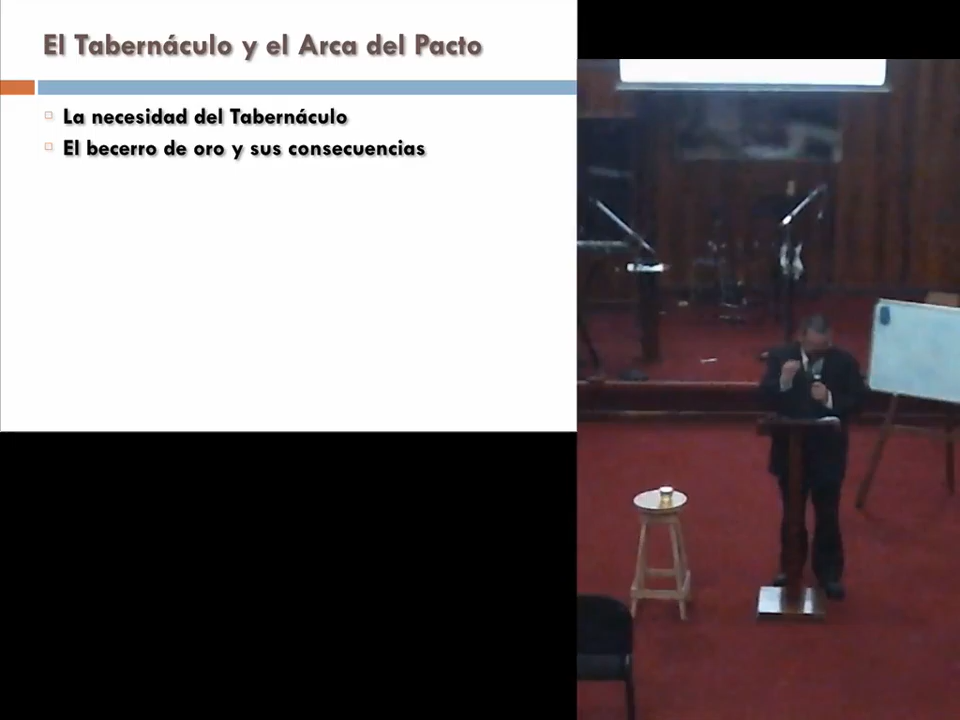 El Tabernáculo y el Arca del Pacto
La necesidad del Tabernáculo
El becerro de oro y sus consecuencias